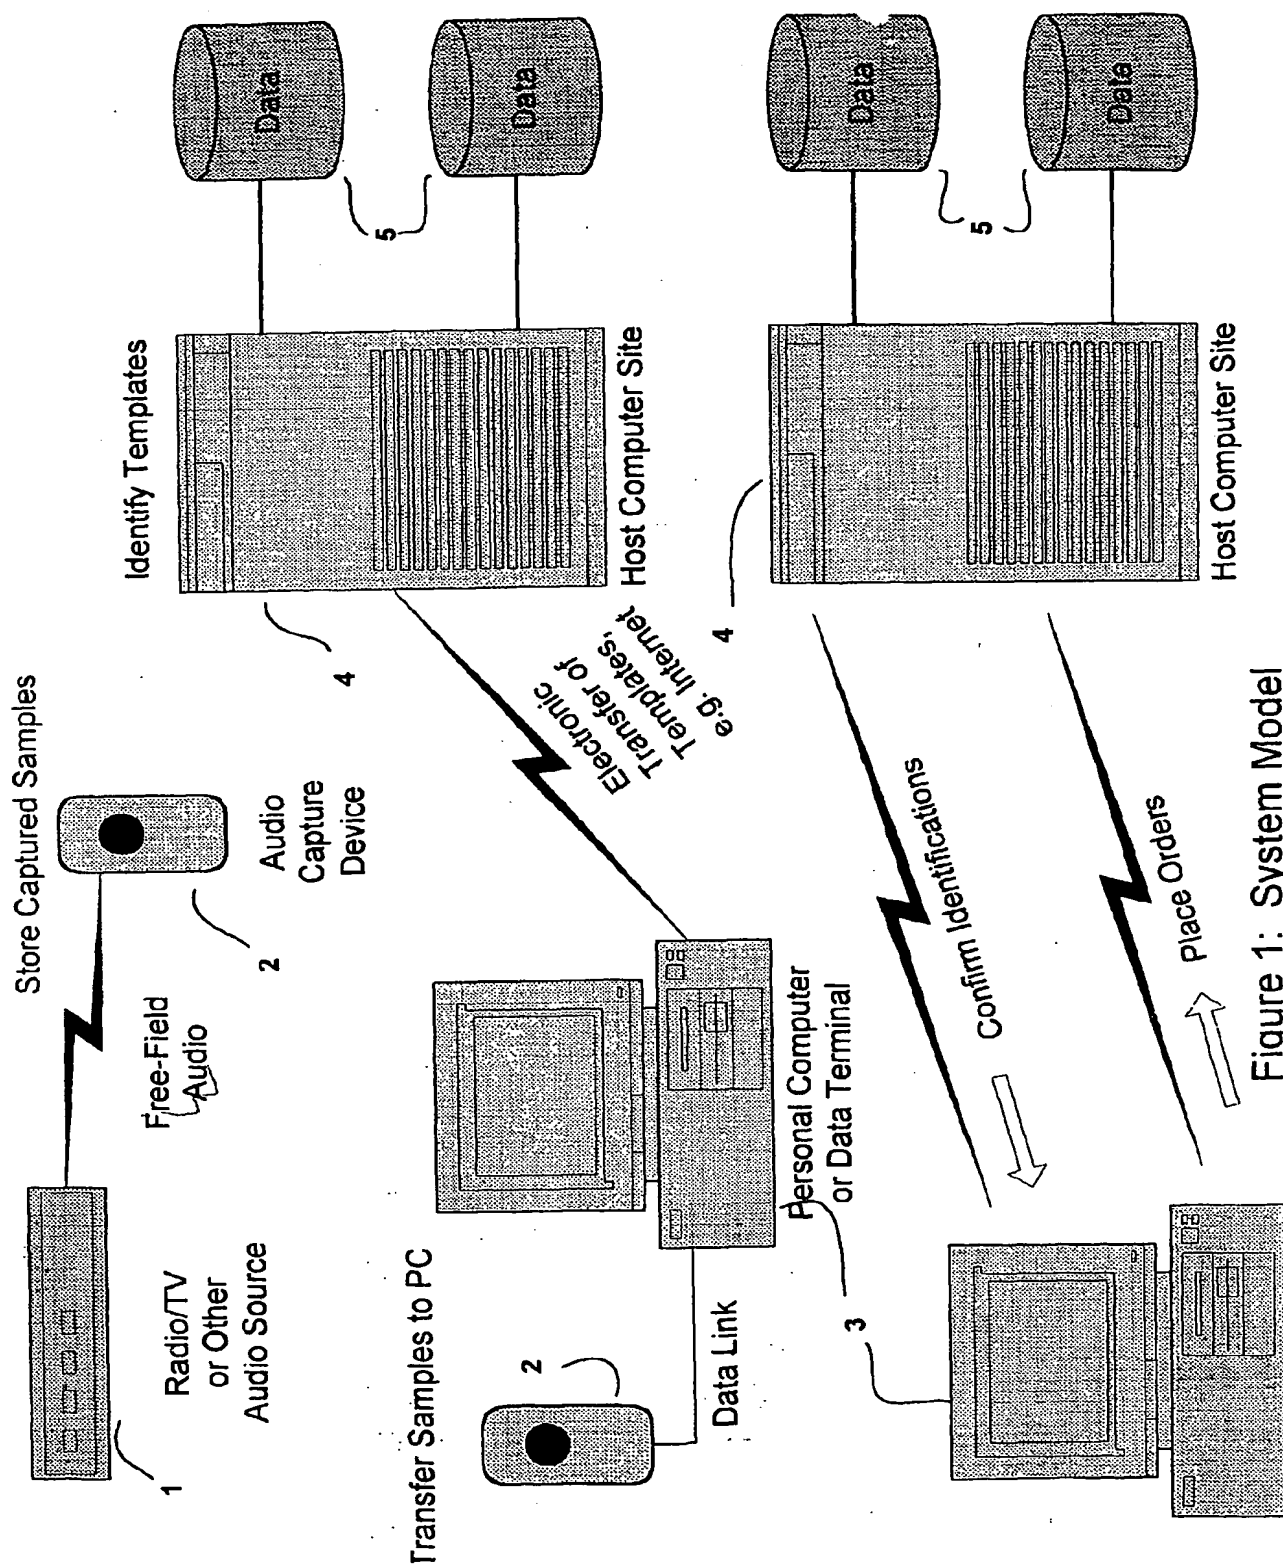 Store Captured Samples
1
Radio/TV
or Other
Audio Source
Free-Field
Audio
2
Audio
Capture
Device
Transfer Samples to PC
2
Data Link
Personal Computer
or Data Terminal
3
Electronic
Transfer of
Templates,
e.g. Internet
Identify Templates
4
Host Computer Site
Data
5
Data
Confirm Identifications
Place Orders
4
Host Computer Site
Data
5
Data
Figure 1: System Model